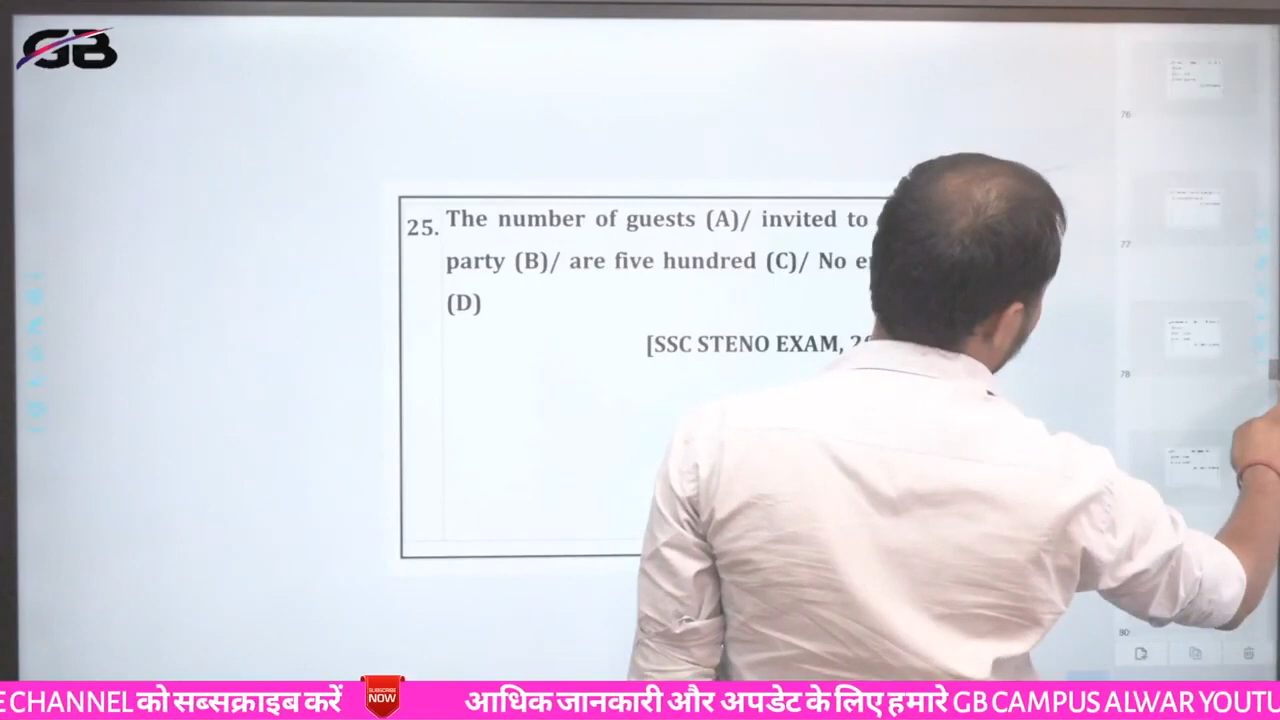 GB
25. The number of guests (A)/ invited to
party (B)/ are five hundred (C)/ No
(D)
[SSC STENO EXAM,
76
77
78
80
CHANNEL को सब्सक्राइब करें SUBSCRIBE NOW आधिक जानकारी और अपडेट के लिए हमारे GB CAMPUS ALWAR